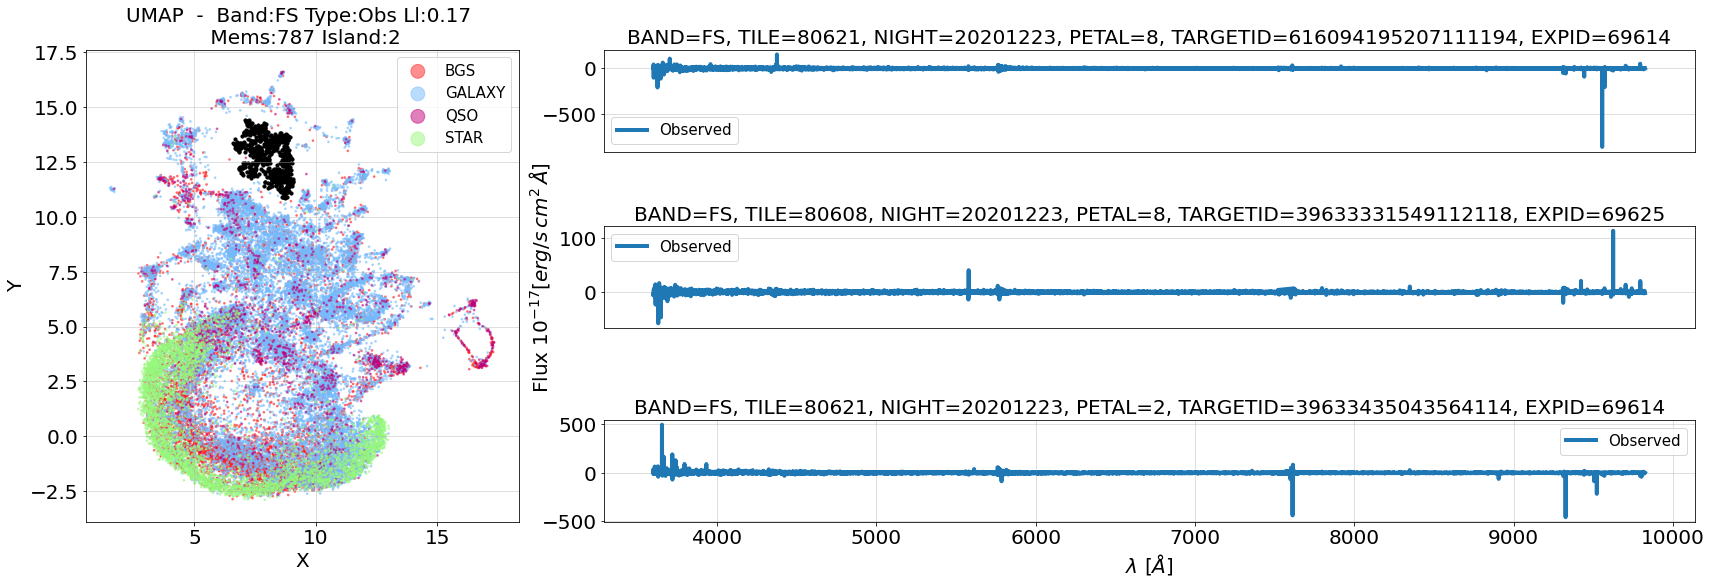 UMAP  -  Band:FS Type:Obs Ll:0.17
Mems:787 Island:2
17.5
15.0
12.5
10.0
7.5
5.0
2.5
0.0
−2.5
Y
5
10
15
X
BGS
GALAXY
QSO
STAR
Flux 10⁻¹⁷[erg/s cm² Å]
BAND=FS, TILE=80621, NIGHT=20201223, PETAL=8, TARGETID=616094195207111194, EXPID=69614
0
−500
Observed
BAND=FS, TILE=80608, NIGHT=20201223, PETAL=8, TARGETID=39633331549112118, EXPID=69625
100
0
Observed
BAND=FS, TILE=80621, NIGHT=20201223, PETAL=2, TARGETID=39633435043564114, EXPID=69614
500
0
−500
Observed
4000
5000
6000
7000
8000
9000
10000
λ [Å]